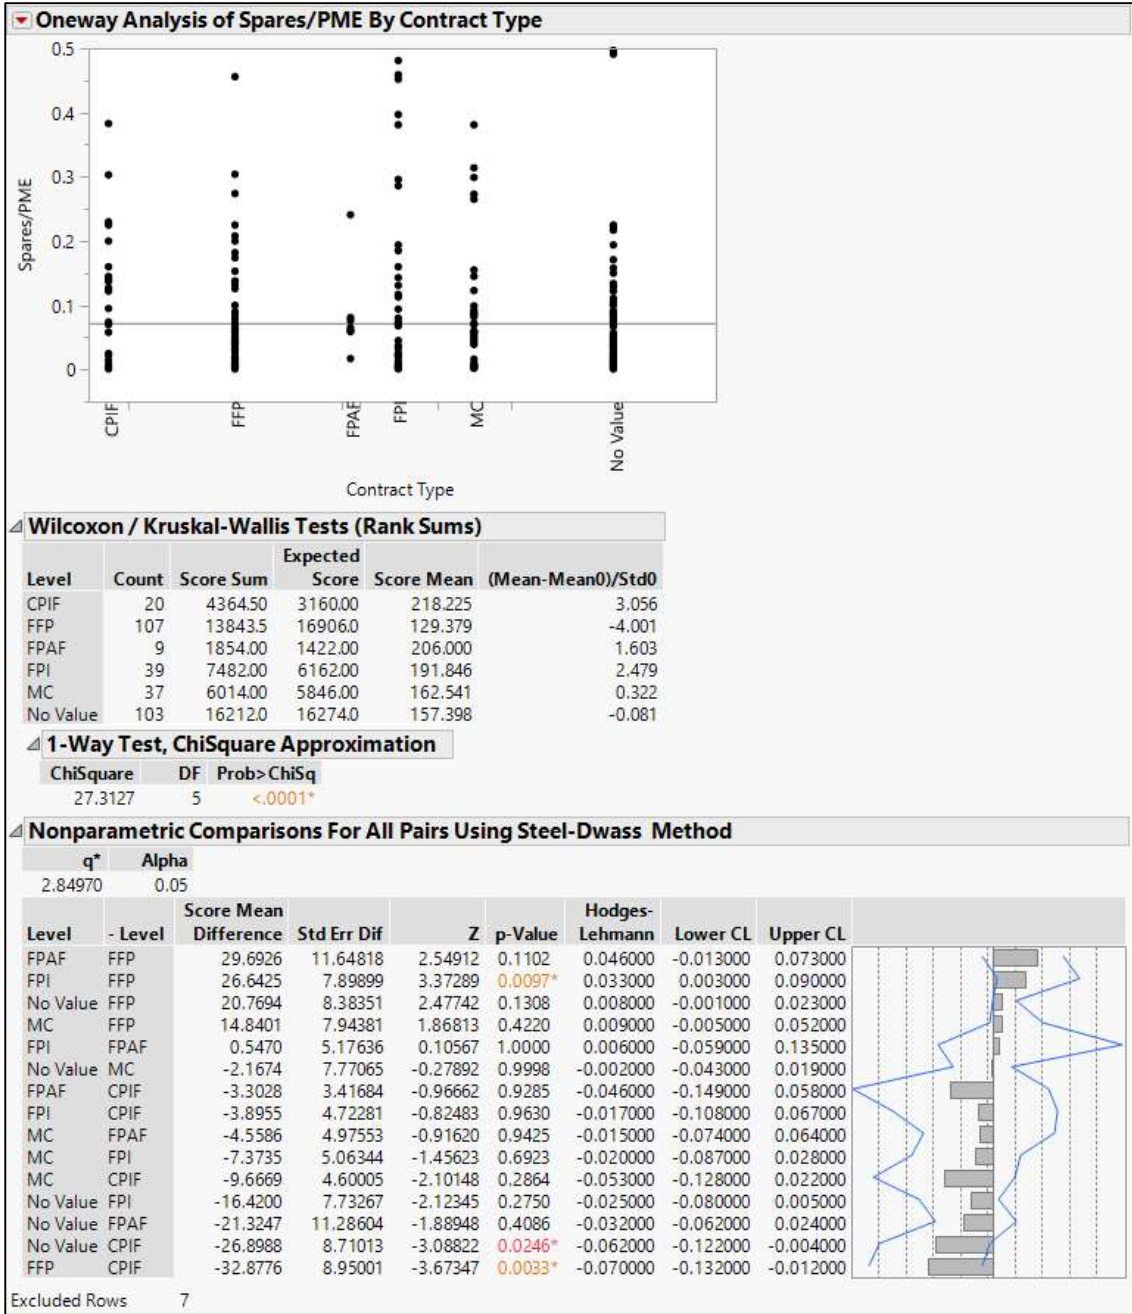 Oneway Analysis of Spares/PME By Contract Type
0.5
0.4
0.3
0.2
0.1
0
Spares/PME
CPIF
FFP
FPAF
FPI
MC
No Value
Contract Type
Wilcoxon / Kruskal-Wallis Tests (Rank Sums)
Expected
Level Count Score Sum Score Score Mean (Mean-Mean0)/Std0
CPIF 20 4364.50 3160.00 218.225 3.056
FFP 107 13843.5 16906.0 129.379 -4.001
FPAF 9 1854.00 1422.00 206.000 1.603
FPI 39 7482.00 6162.00 191.846 2.479
MC 37 6014.00 5846.00 162.541 0.322
No Value 103 16212.0 16274.0 157.398 -0.081
1-Way Test, ChiSquare Approximation
ChiSquare DF Prob>ChiSq
27.3127 5 <.0001*
Nonparametric Comparisons For All Pairs Using Steel-Dwass Method
q* Alpha
2.84970 0.05
Score Mean Hodges-
Level - Level Difference Std Err Dif Z p-Value Lehmann Lower CL Upper CL
FPAF FFP 29.6926 11.64818 2.54912 0.1102 0.046000 -0.013000 0.073000
FPI FFP 26.6425 7.89899 3.37289 0.0097* 0.033000 0.003000 0.090000
No Value FFP 20.7694 8.38351 2.47742 0.1308 0.008000 -0.001000 0.023000
MC FFP 14.8401 7.94381 1.86813 0.4220 0.009000 -0.005000 0.052000
FPI FPAF 0.5470 5.17636 0.10567 1.0000 0.006000 -0.059000 0.135000
No Value MC -2.1674 7.77065 -0.27892 0.9998 -0.002000 -0.043000 0.019000
FPAF CPIF -3.3028 3.41684 -0.96662 0.9285 -0.046000 -0.149000 0.058000
FPI CPIF -3.8955 4.72281 -0.82483 0.9630 -0.017000 -0.108000 0.067000
MC FPAF -4.5586 4.97553 -0.91620 0.9425 -0.015000 -0.074000 0.064000
MC FPI -7.3735 5.06344 -1.45623 0.6923 -0.020000 -0.087000 0.028000
MC CPIF -9.6669 4.60005 -2.10148 0.2864 -0.053000 -0.128000 0.022000
No Value FPI -16.4200 7.73267 -2.12345 0.2750 -0.025000 -0.080000 0.005000
No Value FPAF -21.3247 11.28604 -1.88948 0.4086 -0.032000 -0.062000 0.024000
No Value CPIF -26.8988 8.71013 -3.08822 0.0246* -0.062000 -0.122000 -0.004000
FFP CPIF -32.8776 8.95001 -3.67347 0.0033* -0.070000 -0.132000 -0.012000
Excluded Rows 7